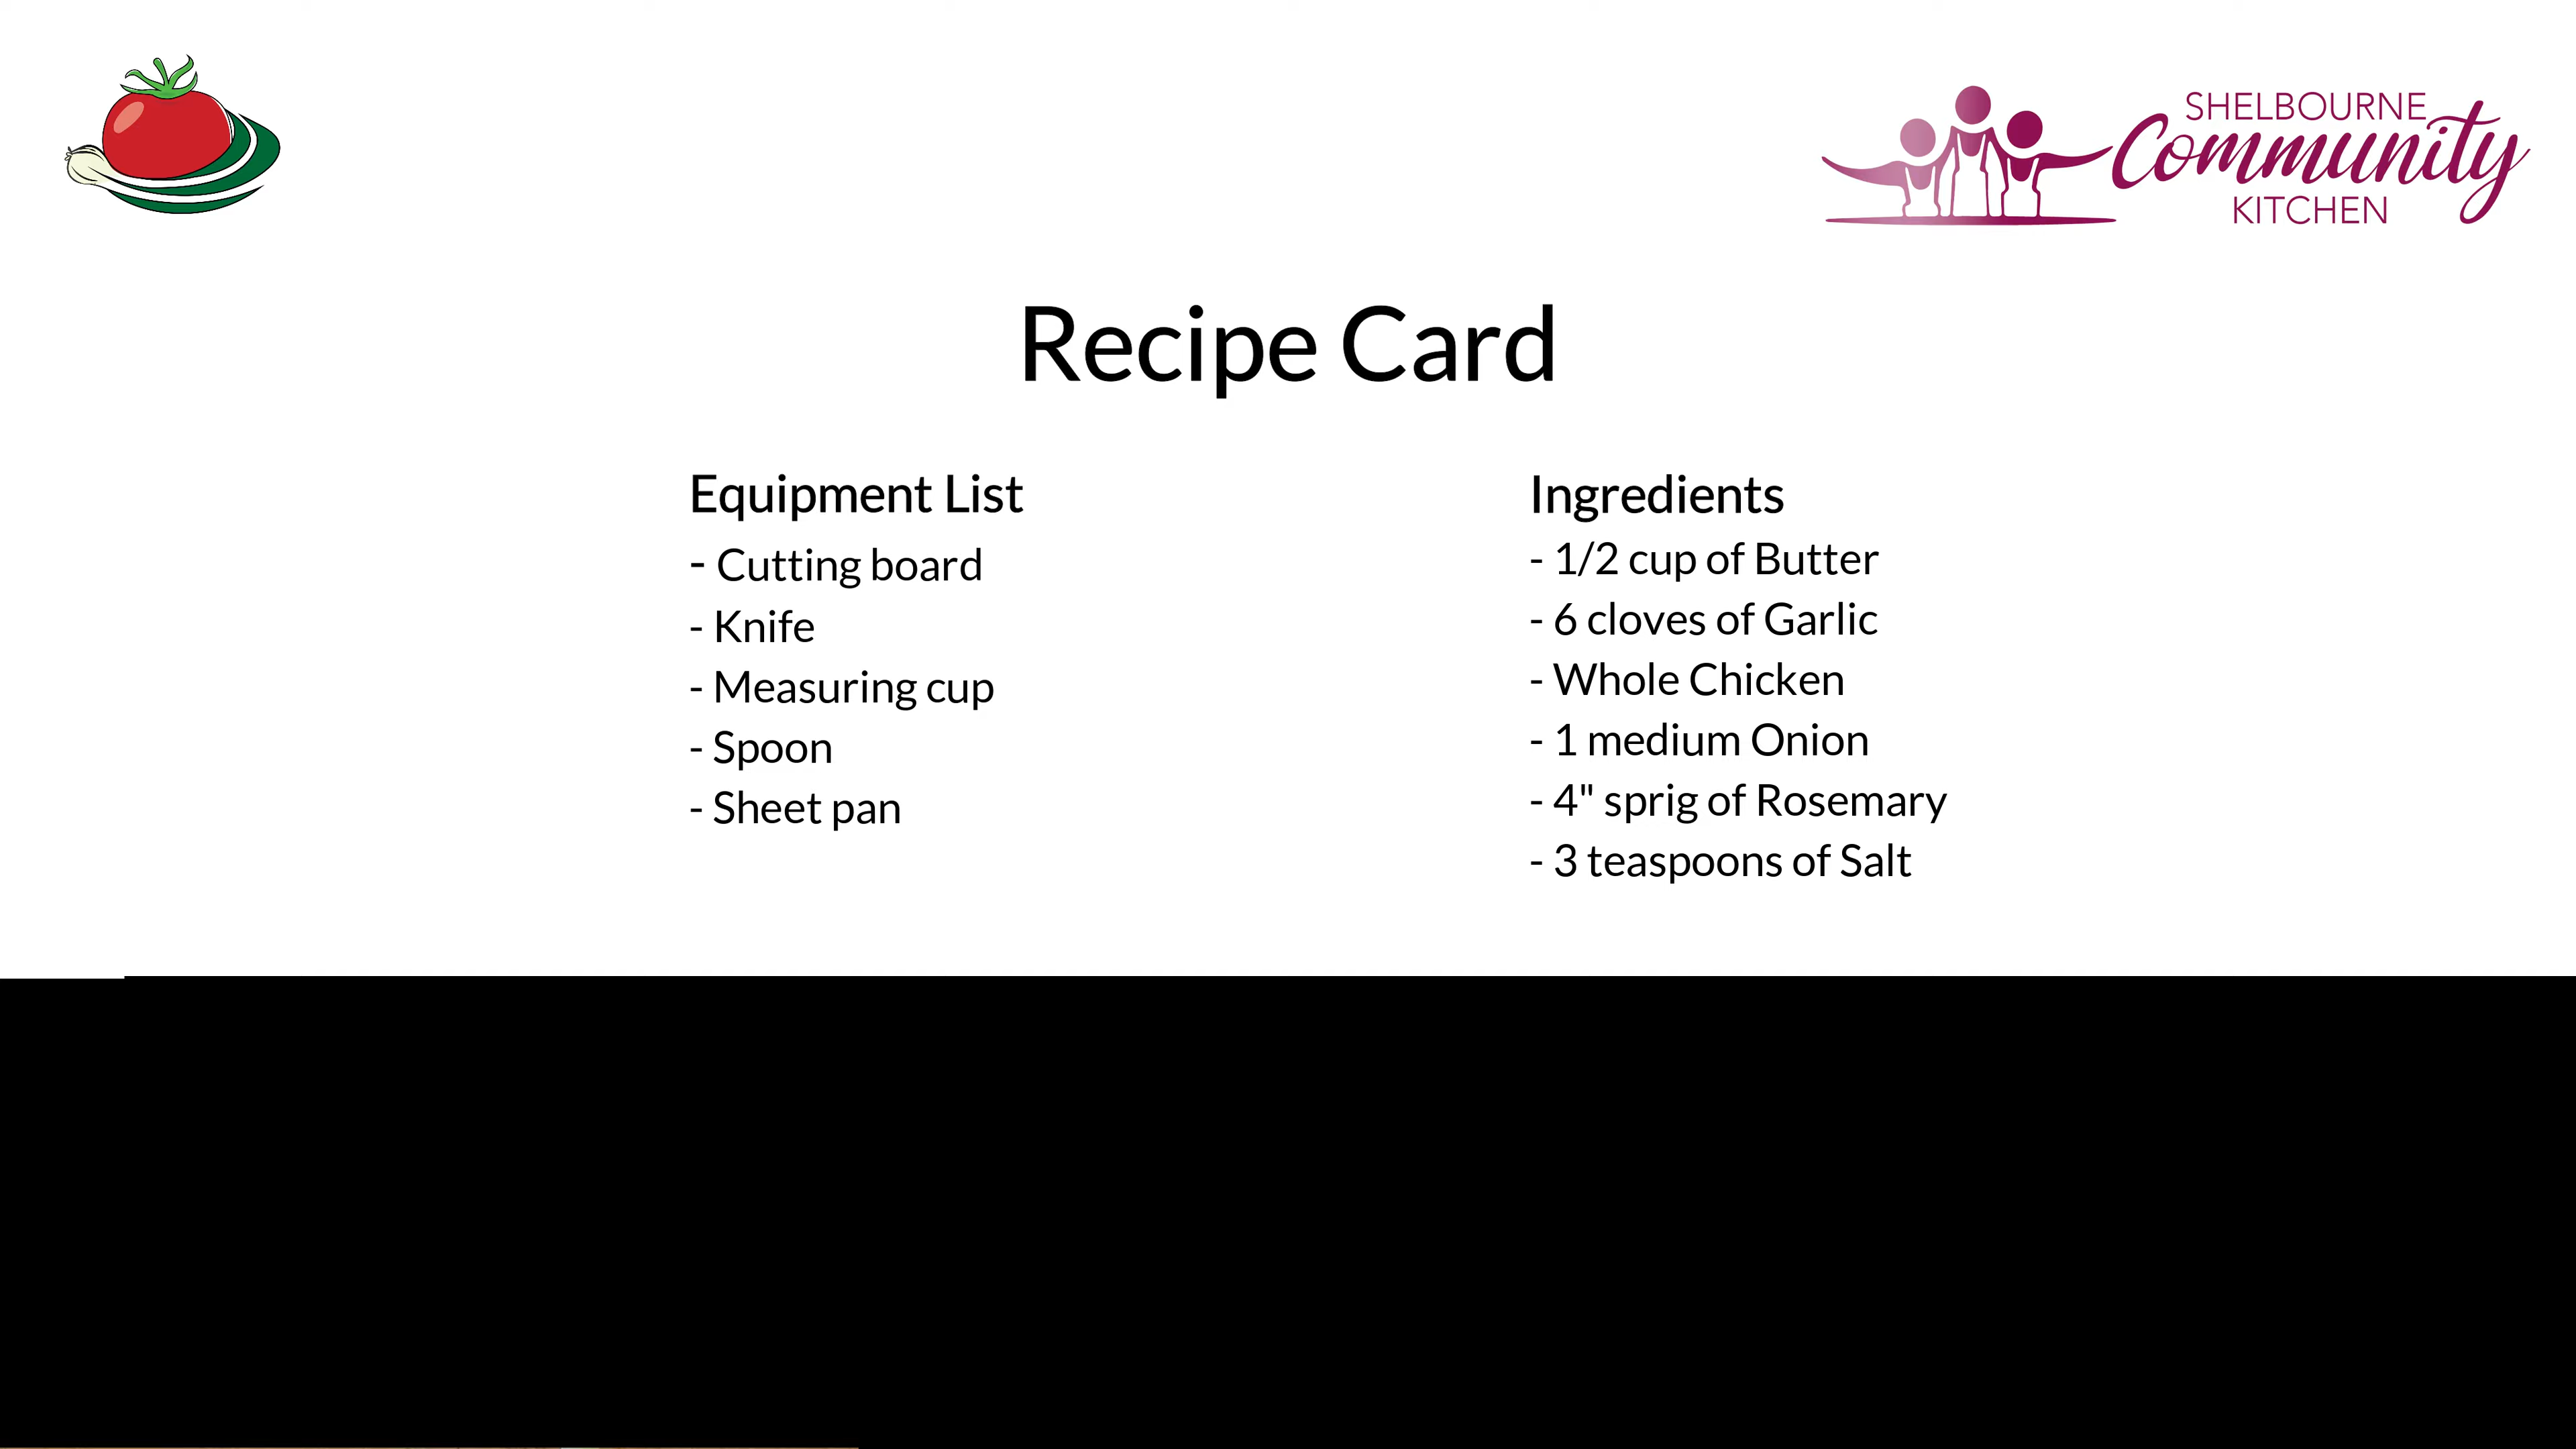 SHELBOURNE
Community
KITCHEN
Recipe Card
Equipment List
- Cutting board
- Knife
- Measuring cup
- Spoon
- Sheet pan
Ingredients
- 1/2 cup of Butter
- 6 cloves of Garlic
- Whole Chicken
- 1 medium Onion
- 4" sprig of Rosemary
- 3 teaspoons of Salt